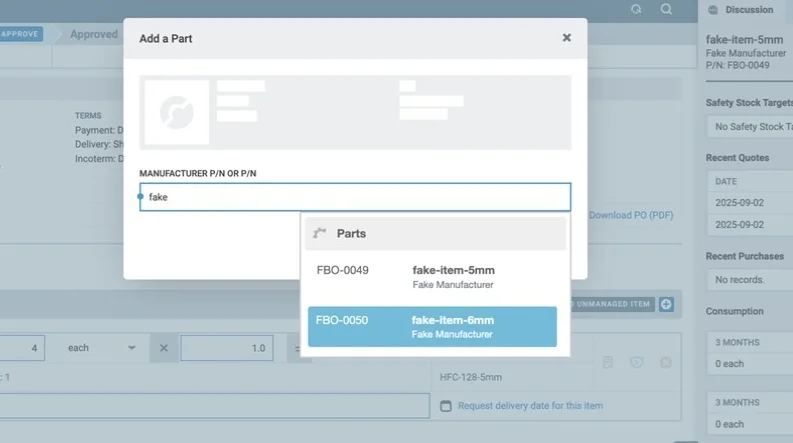 APPROVE
Approved
Add a Part
TERMS
Payment: D
Delivery: Sh
Incoterm: D
MANUFACTURER P/N OR P/N
fake
Parts
FBO-0049 fake-item-5mm
Fake Manufacturer
FBO-0050 fake-item-6mm
Fake Manufacturer
Download PO (PDF)
UNMANAGED ITEM
4 each 1.0 =
: 1
HFC-128-5mm
Request delivery date for this item
Discussion
fake-item-5mm
Fake Manufacturer
P/N: FBO-0049
Safety Stock Targets
No Safety Stock Ta
Recent Quotes
DATE
2025-09-02
2025-09-02
Recent Purchases
No records.
Consumption
3 MONTHS
0 each
3 MONTHS
0 each